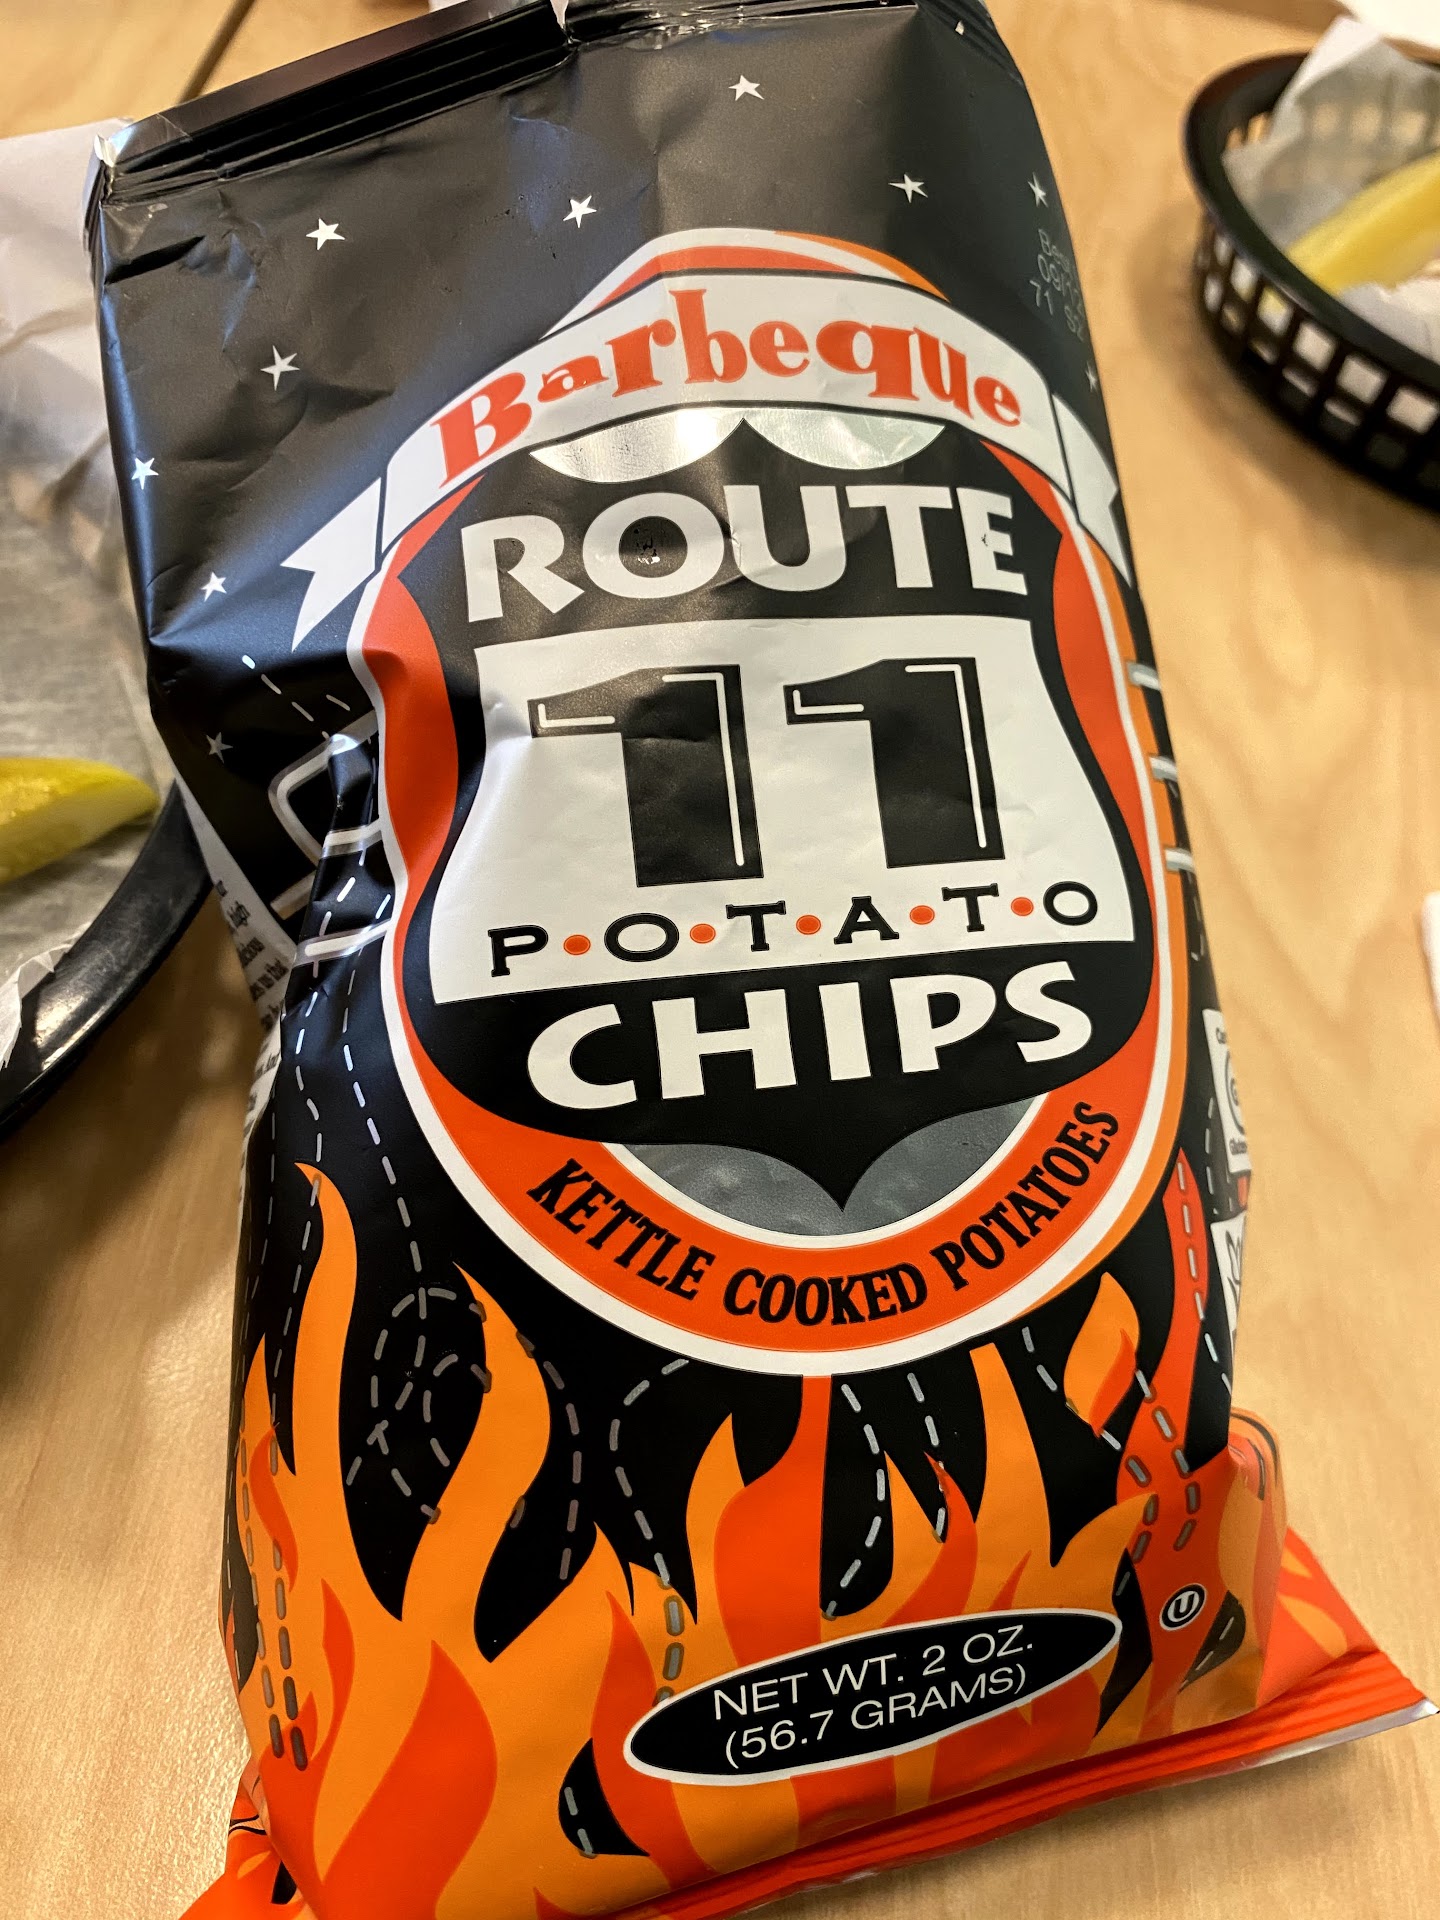 Barbeque
ROUTE
11
P•O•T•A•T•O
CHIPS
KETTLE COOKED POTATOES
NET WT. 2 OZ.
(56.7 GRAMS)
U